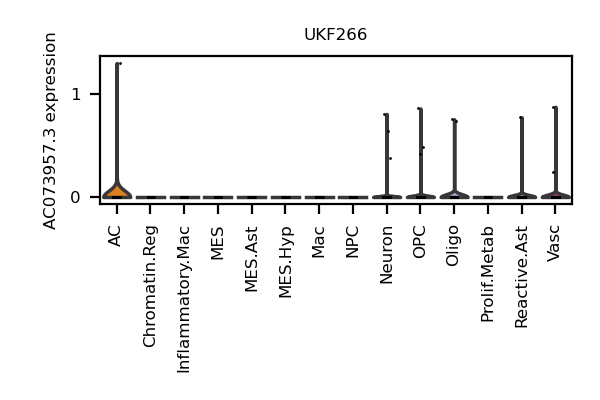 UKF266
AC073957.3 expression
1
0
AC
Chromatin.Reg
Inflammatory.Mac
MES
MES.Ast
MES.Hyp
Mac
NPC
Neuron
OPC
Oligo
Prolif.Metab
Reactive.Ast
Vasc